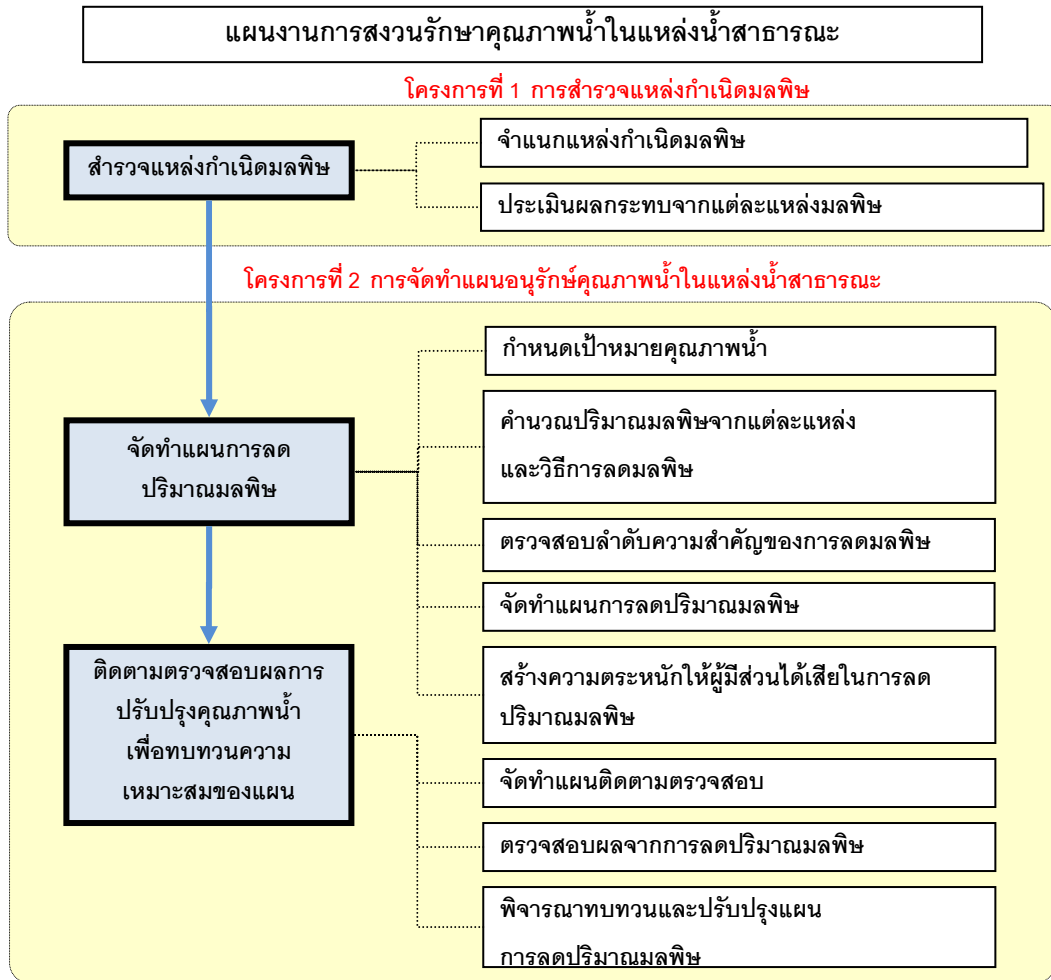 แผนงานการสงวนรักษาคุณภาพน้ำในแหล่งน้ำสาธารณะ
โครงการที่ 1 การสำรวจแหล่งกำเนิดมลพิษ
สำรวจแหล่งกำเนิดมลพิษ
จำแนกแหล่งกำเนิดมลพิษ
ประเมินผลกระทบจากแต่ละแหล่งมลพิษ
โครงการที่ 2 การจัดทำแผนอนุรักษ์คุณภาพน้ำในแหล่งน้ำสาธารณะ
จัดทำแผนการลด
ปริมาณมลพิษ
กำหนดเป้าหมายคุณภาพน้ำ
คำนวณปริมาณมลพิษจากแต่ละแหล่ง
และวิธีการลดมลพิษ
ตรวจสอบลำดับความสำคัญของการลดมลพิษ
จัดทำแผนการลดปริมาณมลพิษ
สร้างความตระหนักให้ผู้มีส่วนได้เสียในการลด
ปริมาณมลพิษ
ติดตามตรวจสอบผลการ
ปรับปรุงคุณภาพน้ำ
เพื่อทบทวนความ
เหมาะสมของแผน
จัดทำแผนติดตามตรวจสอบ
ตรวจสอบผลจากการลดปริมาณมลพิษ
พิจารณาทบทวนและปรับปรุงแผน
การลดปริมาณมลพิษ